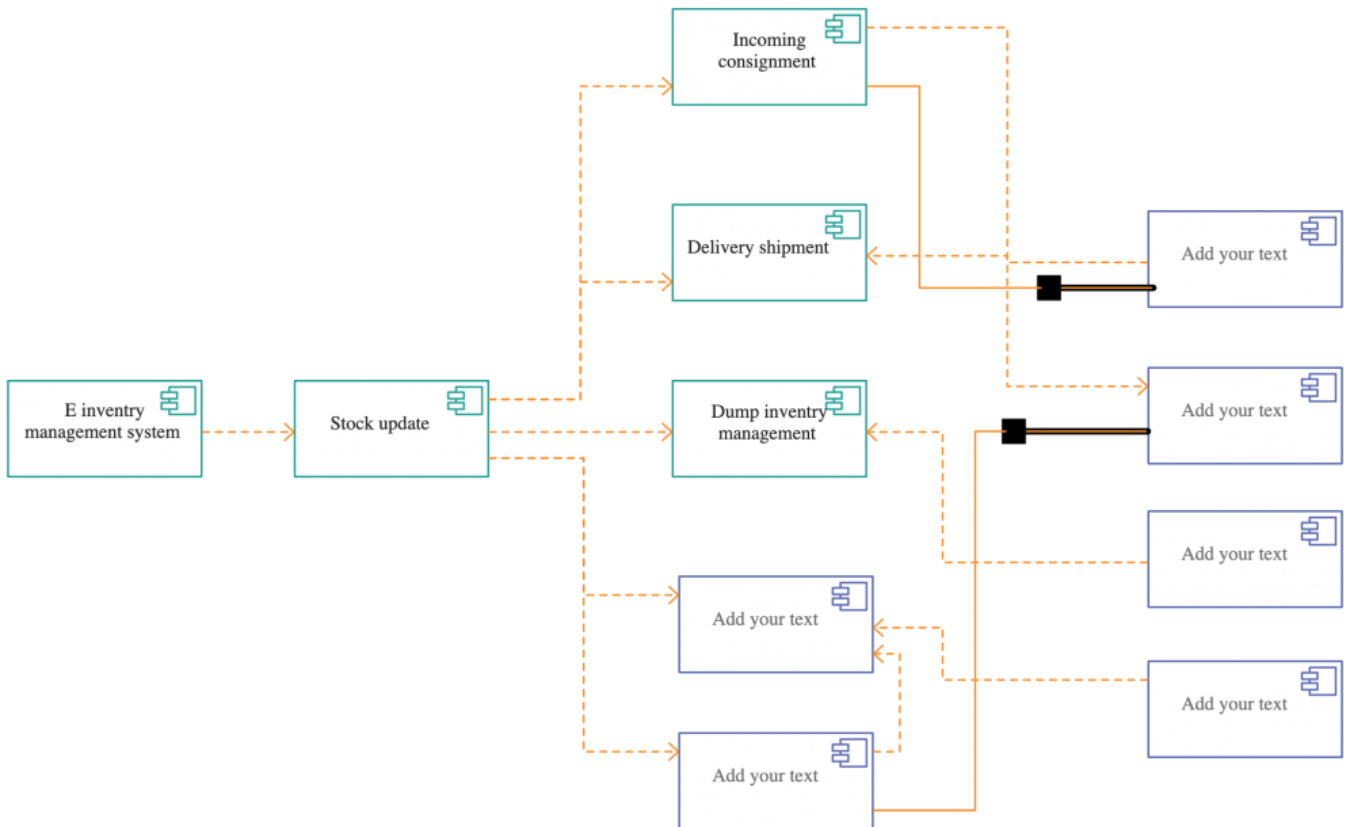 Incoming
consignment
Delivery shipment
Add your text
E inventry
management system
Stock update
Dump inventry
management
Add your text
Add your text
Add your text
Add your text
Add your text